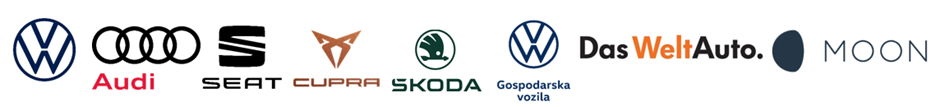 Audi
SEAT
CUPRA
ŠKODA
Gospodarska
vozila
Das WeltAuto.
MOON